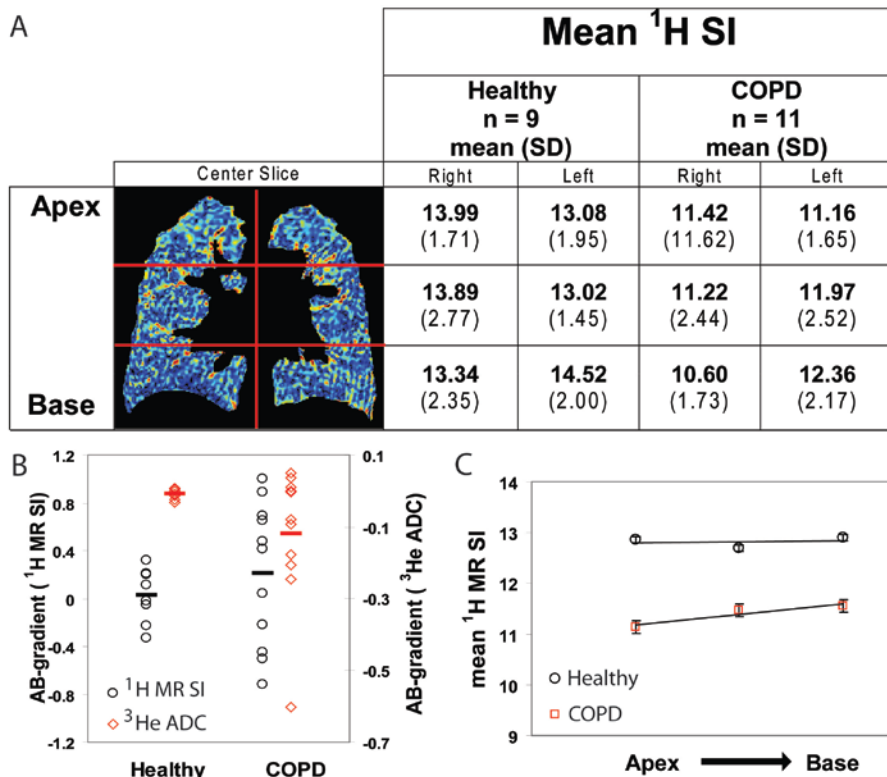 A
Mean ¹H SI
Healthy
n = 9
mean (SD)
COPD
n = 11
mean (SD)
Center Slice
Right
Left
Right
Left
Apex
13.99
(1.71)
13.08
(1.95)
11.42
(11.62)
11.16
(1.65)
13.89
(2.77)
13.02
(1.45)
11.22
(2.44)
11.97
(2.52)
Base
13.34
(2.35)
14.52
(2.00)
10.60
(1.73)
12.36
(2.17)
B
AB-gradient (¹H MR SI)
1.2
0.8
0.4
0
-0.4
-0.8
-1.2
¹H MR SI
³He ADC
Healthy
COPD
0.1
-0.1
-0.3
-0.5
-0.7
AB-gradient (³He ADC)
C
mean ¹H MR SI
14
13
12
11
10
9
Healthy
COPD
Apex
Base